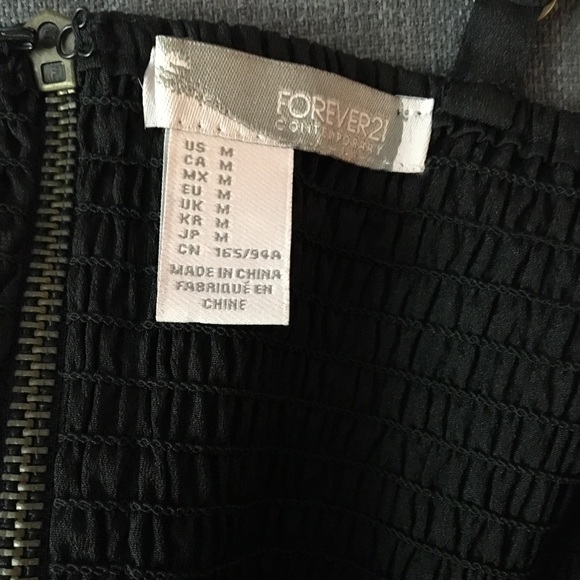 FOREVER21
CONTEMPORARY
US M
CA M
MX M
EU M
UK M
KR M
JP M
CN 165/94A
MADE IN CHINA
FABRIQUÉ EN
CHINE